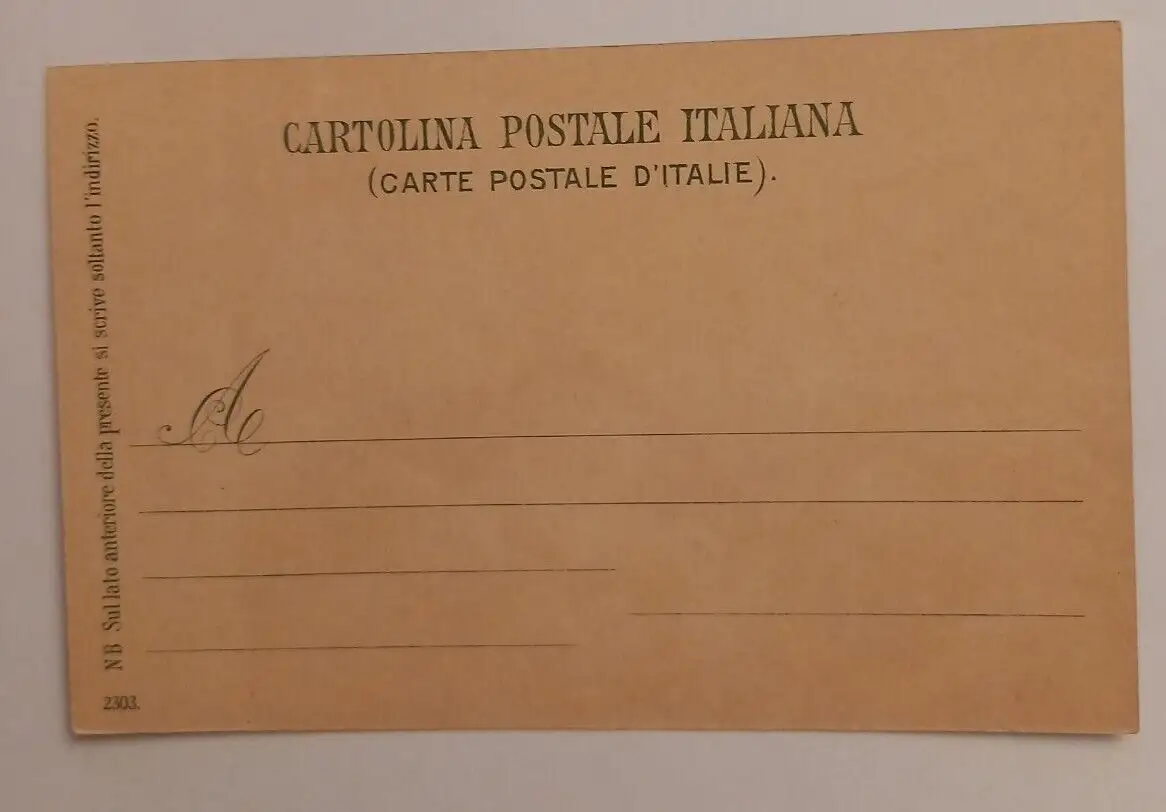 CARTOLINA POSTALE ITALIANA
(CARTE POSTALE D'ITALIE).
A
NB Sul lato anteriore della presente si scrive soltanto l'indirizzo.
2303.